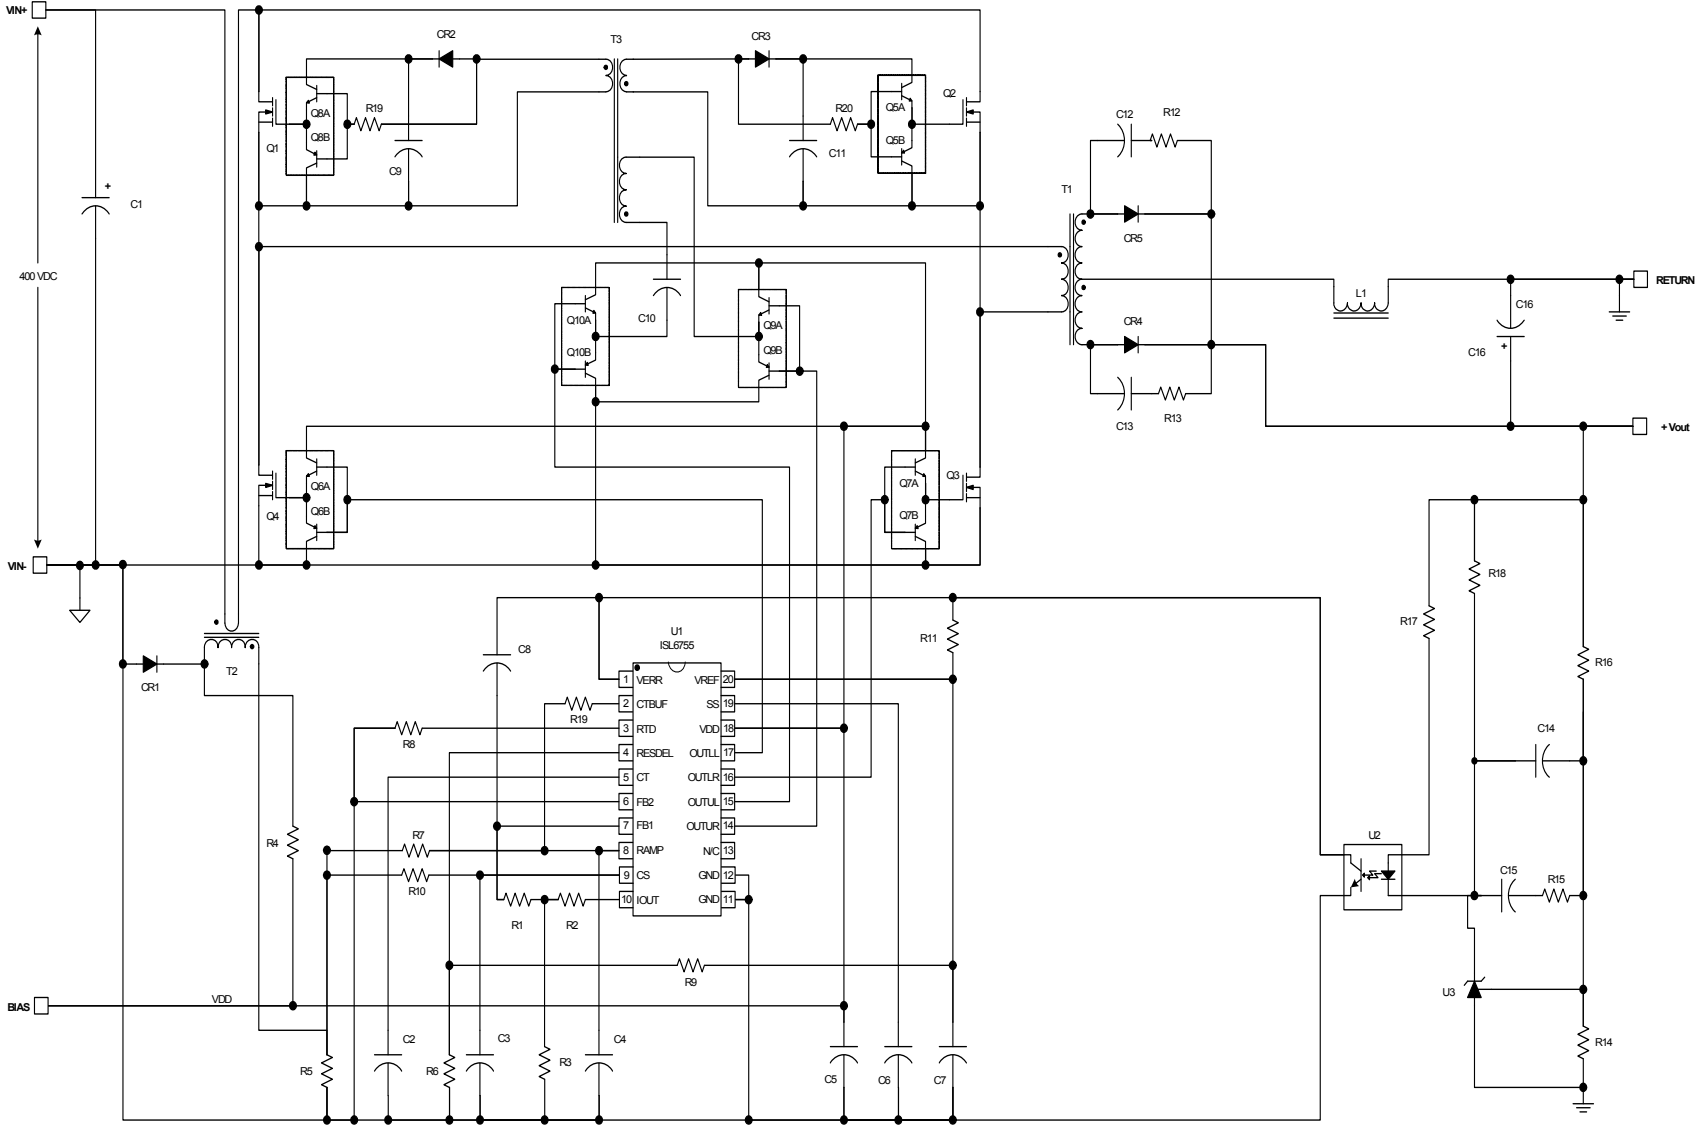 VIN+
CR2
T3
CR3
Q8A
Q8B
R19
Q1
C9
R20
C11
Q5A
Q5B
Q2
C12
R12
C1
+
T1
CR5
400 VDC
Q10A
Q10B
C10
Q9A
Q9B
CR4
L1
C16
C16
+
RETURN
C13
R13
+ Vout
Q6A
Q6B
Q4
Q7A
Q7B
Q3
VIN-
R18
R17
R16
T2
CR1
C8
U1
ISL6755
R11
1 VERR
VREF 20
2 CTBUF
SS 19
R19
3 RTD
VDD 18
R8
4 RESDEL
OUTLL 17
5 CT
OUTLR 16
6 FB2
OUTUL 15
7 FB1
OUTUR 14
8 RAMP
N/C 13
9 CS
GND 12
10 IOUT
GND 11
R7
R10
R4
R1
R2
C14
U2
C15
R15
R9
U3
BIAS
VDD
R5
C2
R6
C3
R3
C4
C5
C6
C7
R14